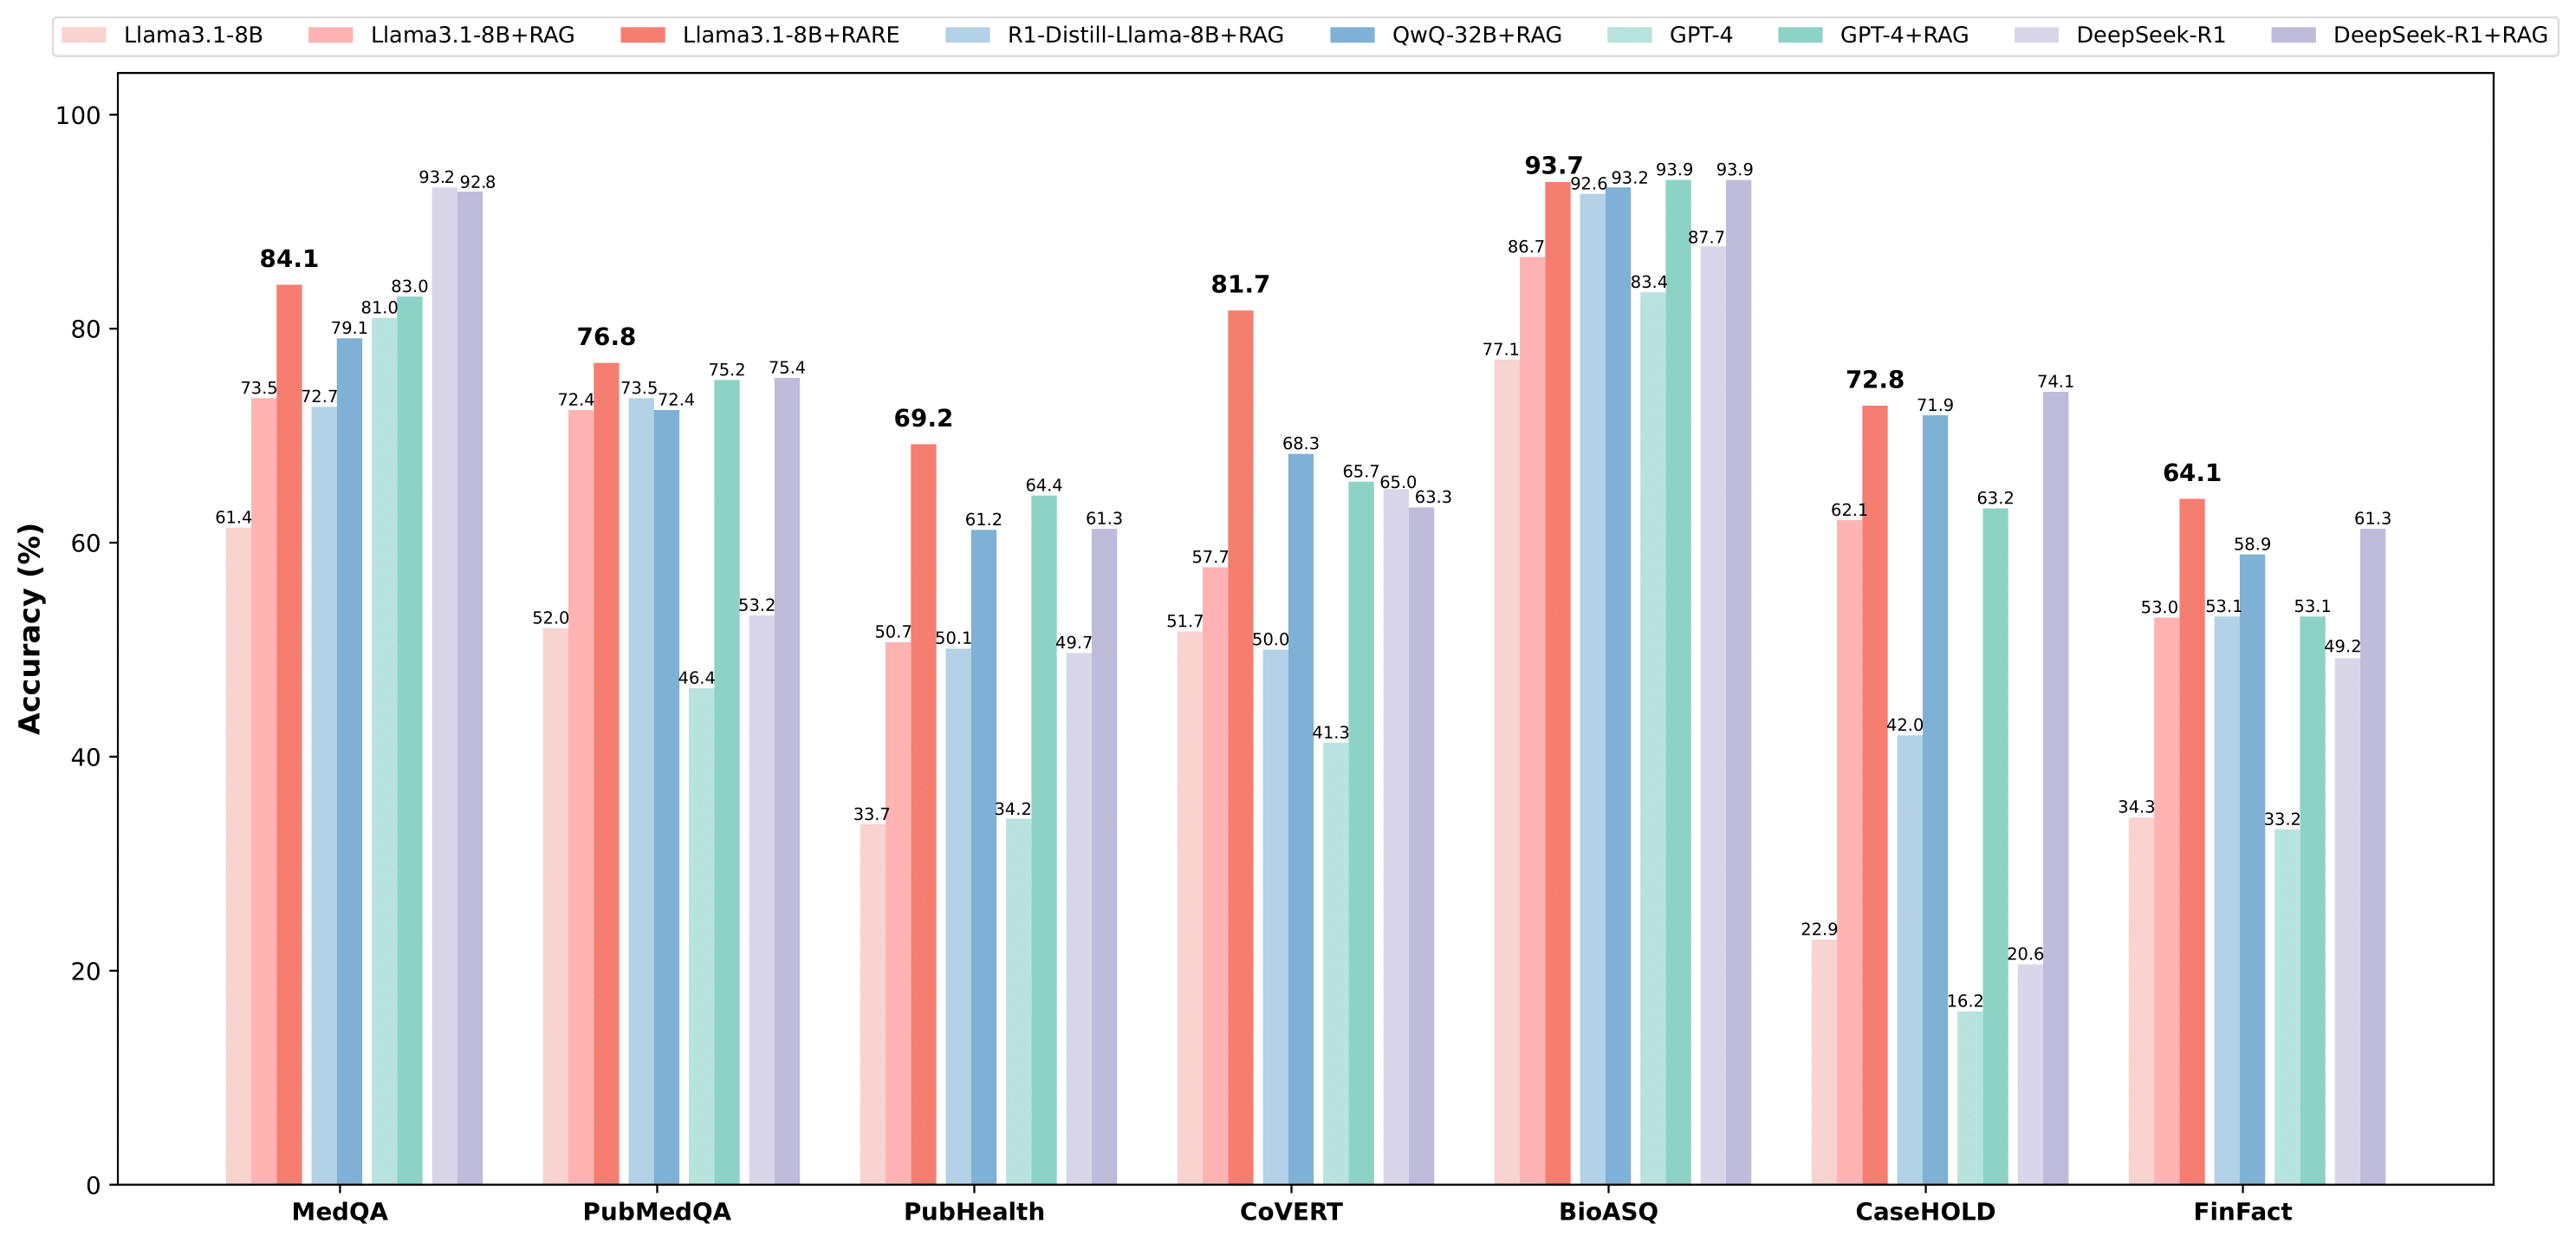 Llama3.1-8B Llama3.1-8B+RAG Llama3.1-8B+RARE R1-Distill-Llama-8B+RAG QwQ-32B+RAG GPT-4 GPT-4+RAG DeepSeek-R1 DeepSeek-R1+RAG
Accuracy (%)
100
80
60
40
20
0
61.4 73.5 84.1 72.7 79.1 81.0 83.0 93.2 92.8
52.0 72.4 76.8 73.5 72.4 46.4 75.2 53.2 75.4
33.7 50.7 69.2 50.1 61.2 34.2 64.4 49.7 61.3
51.7 57.7 81.7 50.0 68.3 41.3 65.7 65.0 63.3
77.1 86.7 93.7 92.6 93.2 83.4 93.9 87.7 93.9
22.9 62.1 72.8 42.0 71.9 16.2 63.2 20.6 74.1
34.3 53.0 64.1 53.1 58.9 33.2 53.1 49.2 61.3
MedQA PubMedQA PubHealth CoVERT BioASQ CaseHOLD FinFact